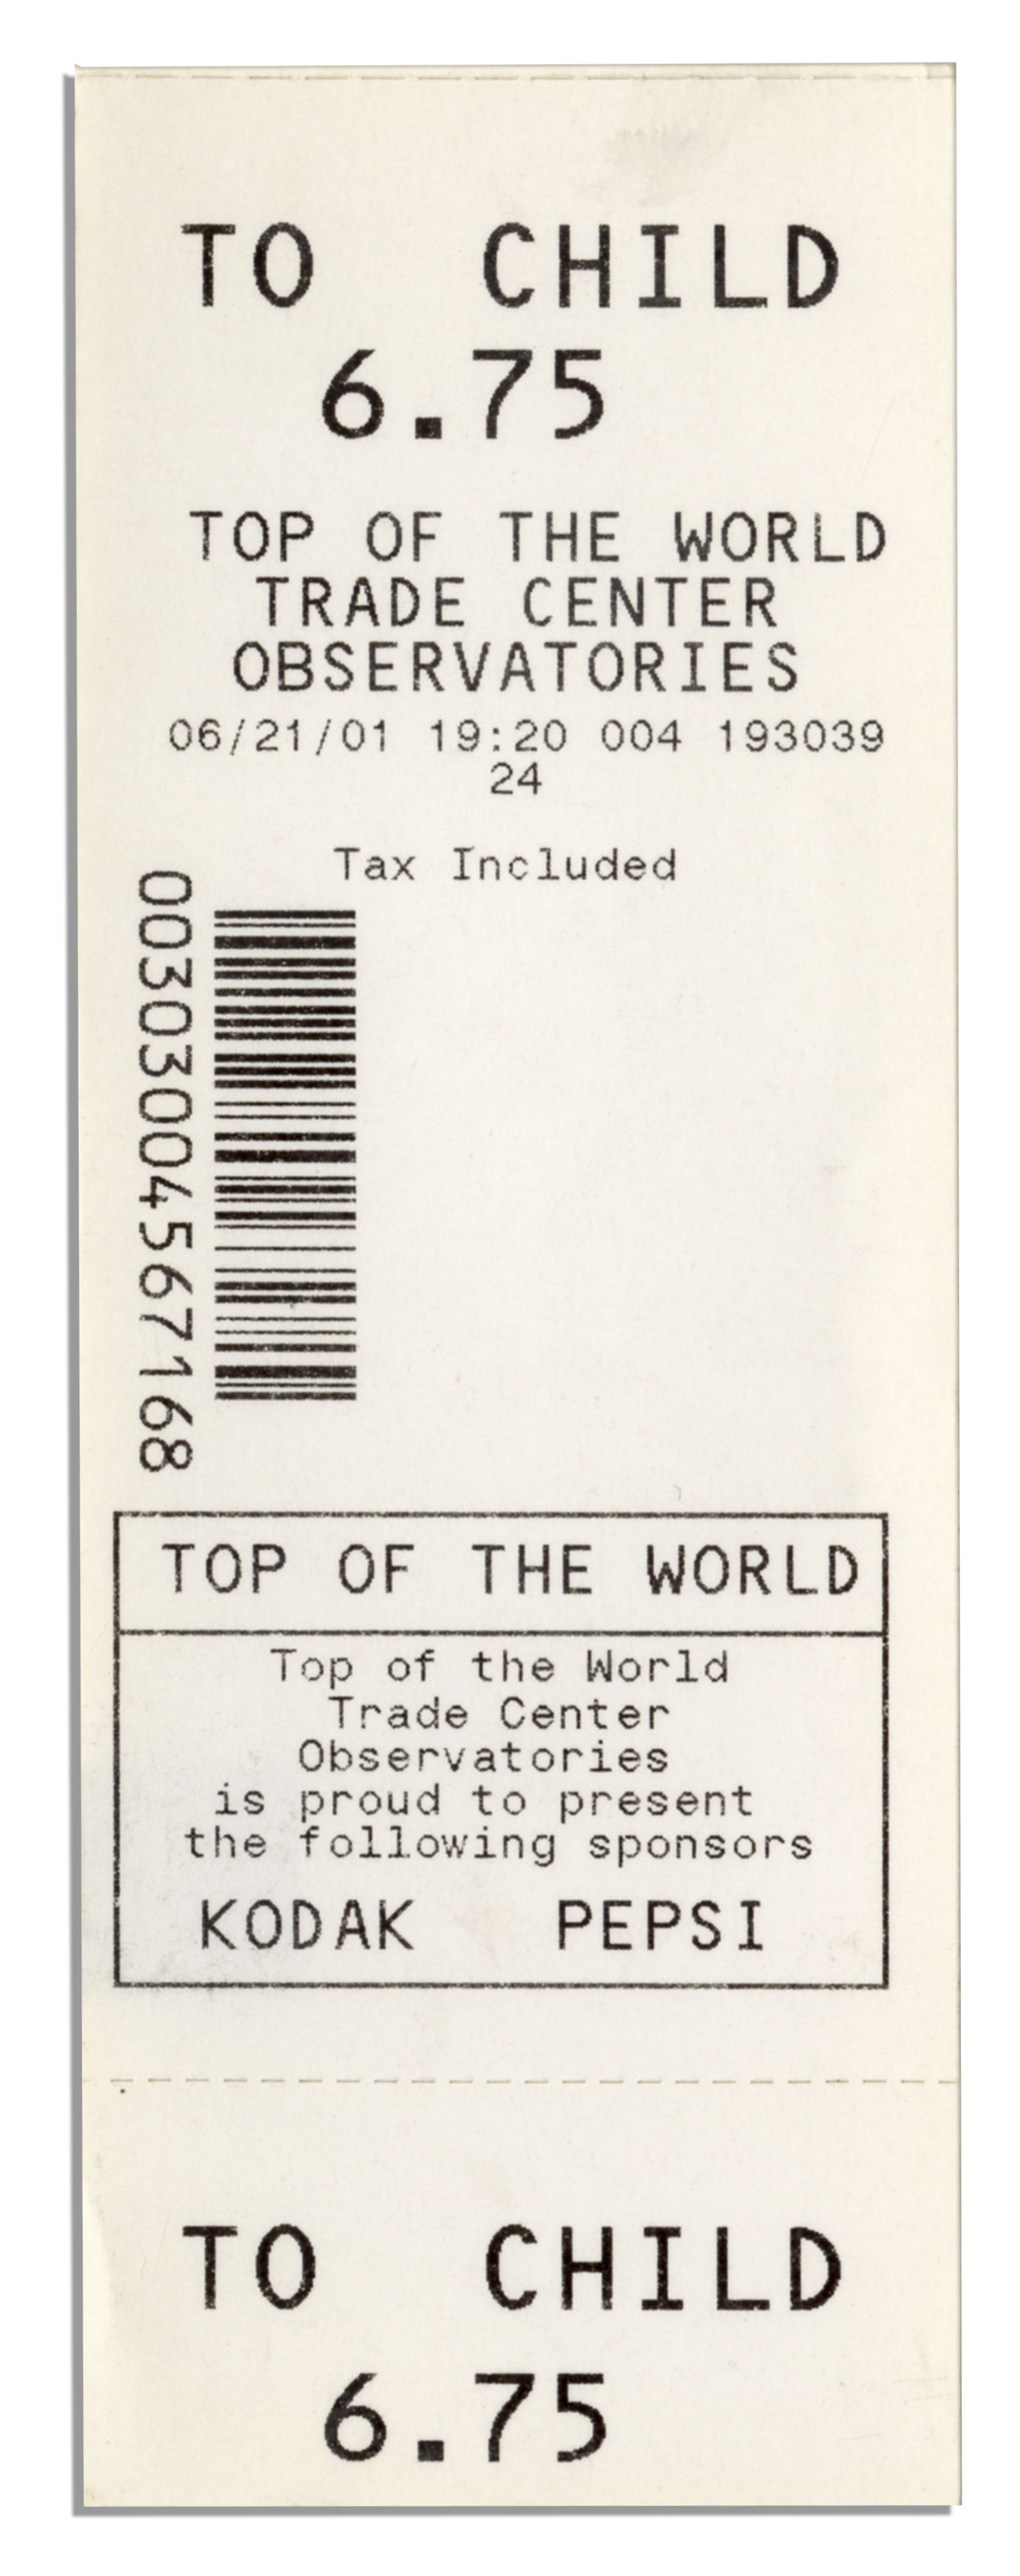 TO CHILD
6.75
TOP OF THE WORLD
TRADE CENTER
OBSERVATORIES
06/21/01 19:20 004 193039
24
Tax Included
00303004567168
TOP OF THE WORLD
Top of the World
Trade Center
Observatories
is proud to present
the following sponsors
KODAK PEPSI
TO CHILD
6.75